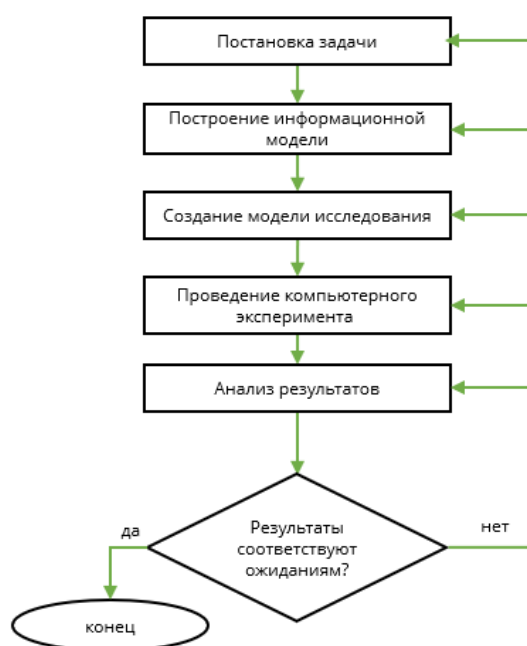 Постановка задачи
Построение информационной
модели
Создание модели исследования
Проведение компьютерного
эксперимента
Анализ результатов
Результаты
соответствуют
ожиданиям?
да
нет
конец